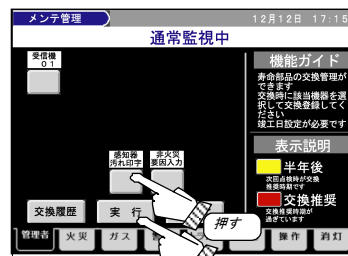 メンテ管理
12月12日 17:15
通常監視中
受信機
01
感知器
汚れ印字
非火災
要因入力
交換履歴
実 行
押す
機能ガイド
寿命部品の交換管理が
できます
交換時に該当機器を選
択して交換登録してく
ださい
竣工日設定が必要です
表示説明
半年後
次回点検時が交換
推奨時期です
交換推奨
交換推奨時期が
過ぎています
管理者
火災
ガス
操作
消灯